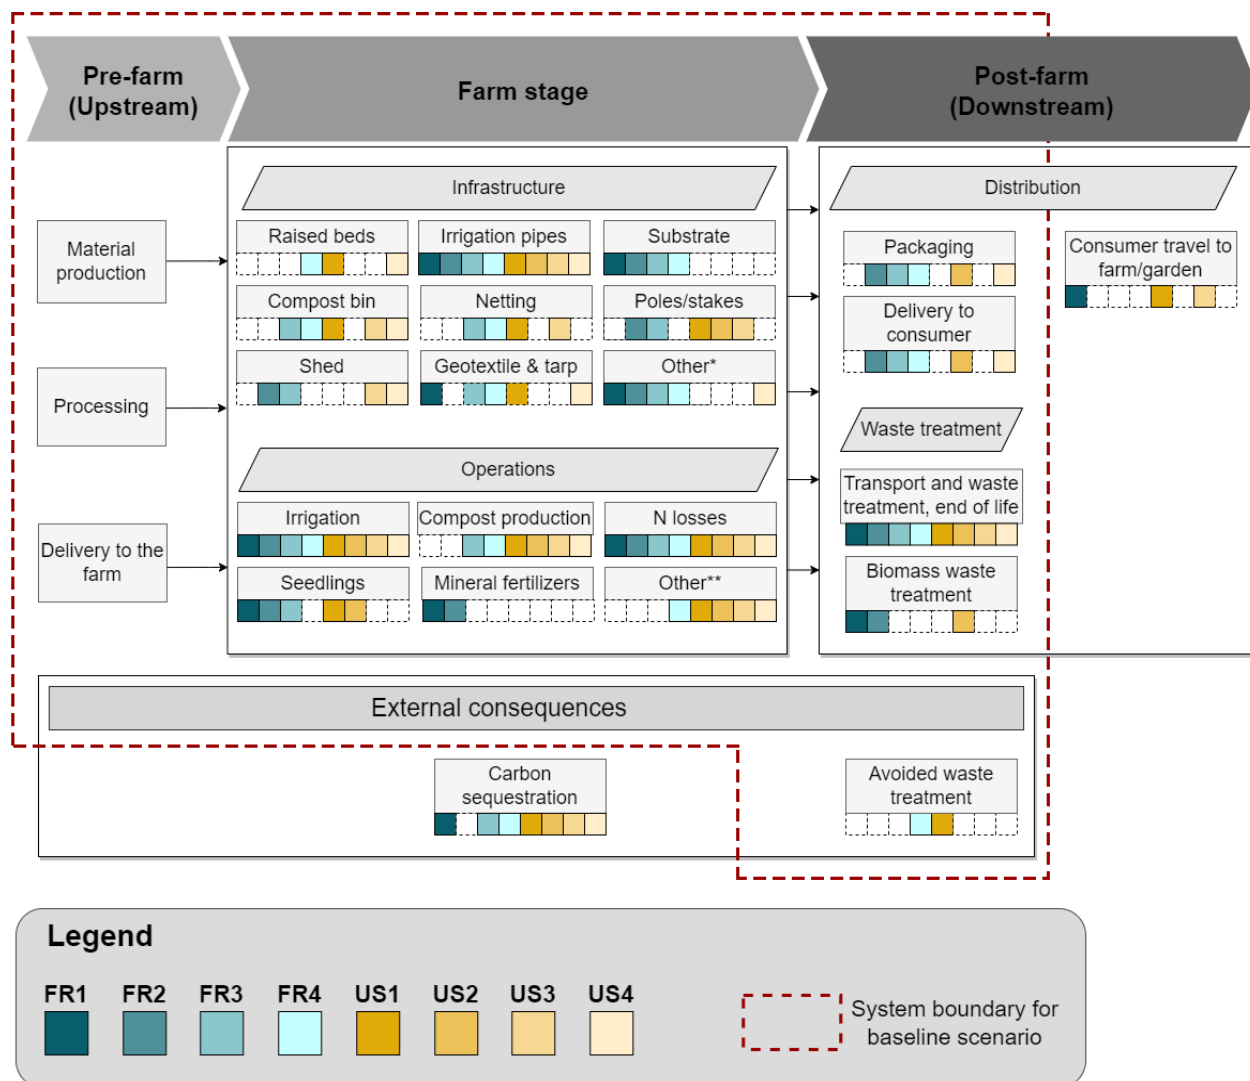 Pre-farm
(Upstream)
Farm stage
Post-farm
(Downstream)
Material
production
Processing
Delivery to the
farm
Infrastructure
Raised beds
Irrigation pipes
Substrate
Compost bin
Netting
Poles/stakes
Shed
Geotextile & tarp
Other*
Operations
Irrigation
Compost production
N losses
Seedlings
Mineral fertilizers
Other**
Distribution
Packaging
Consumer travel to
farm/garden
Delivery to
consumer
Waste treatment
Transport and waste
treatment, end of life
Biomass waste
treatment
External consequences
Carbon
sequestration
Avoided waste
treatment
Legend
FR1 FR2 FR3 FR4 US1 US2 US3 US4
System boundary for
baseline scenario